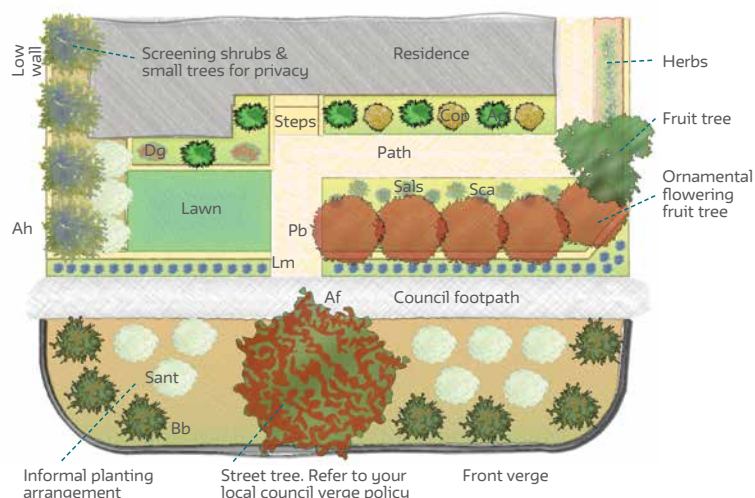 Low
wall
Screening shrubs &
small trees for privacy
Residence
Herbs
Steps
Cop
Ag
Fruit tree
Dg
Path
Ornamental
flowering
fruit tree
Sals
Sca
Lawn
Ah
Pb
Lm
Af
Council footpath
Sant
Bb
Informal planting
arrangement
Street tree. Refer to your
local council verge policy
Front verge